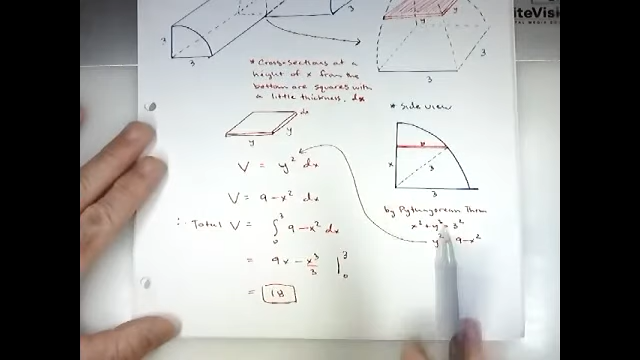 iteVisi
3
3
y
y
3
3
* Cross-sections at a
height of x from the
bottom are squares with
a little thickness, dx
dx
y
y
* side view
x
3
3
V = y² dx
V = 9-x² dx
∴ Total V = ∫₀³ 9-x² dx
= 9x - x³/3 |₀³
= 18
by Pythagorean Thm
x²+y²=3²
y² = 9-x²